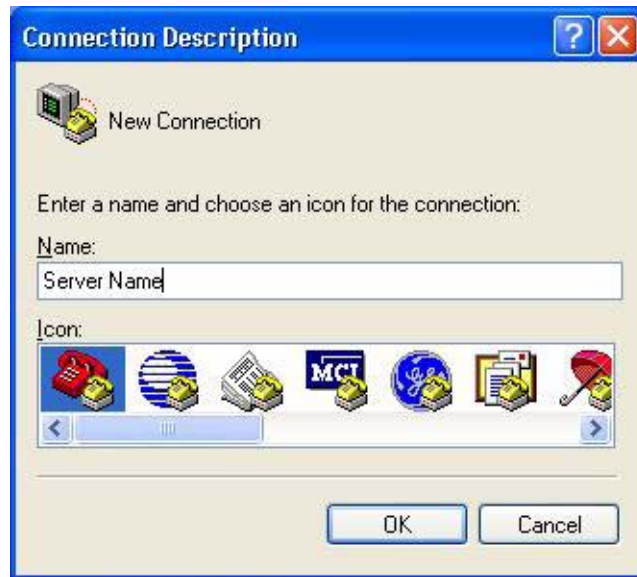 Connection Description
New Connection
Enter a name and choose an icon for the connection:
Name:
Server Name
Icon:
MCI
OK Cancel